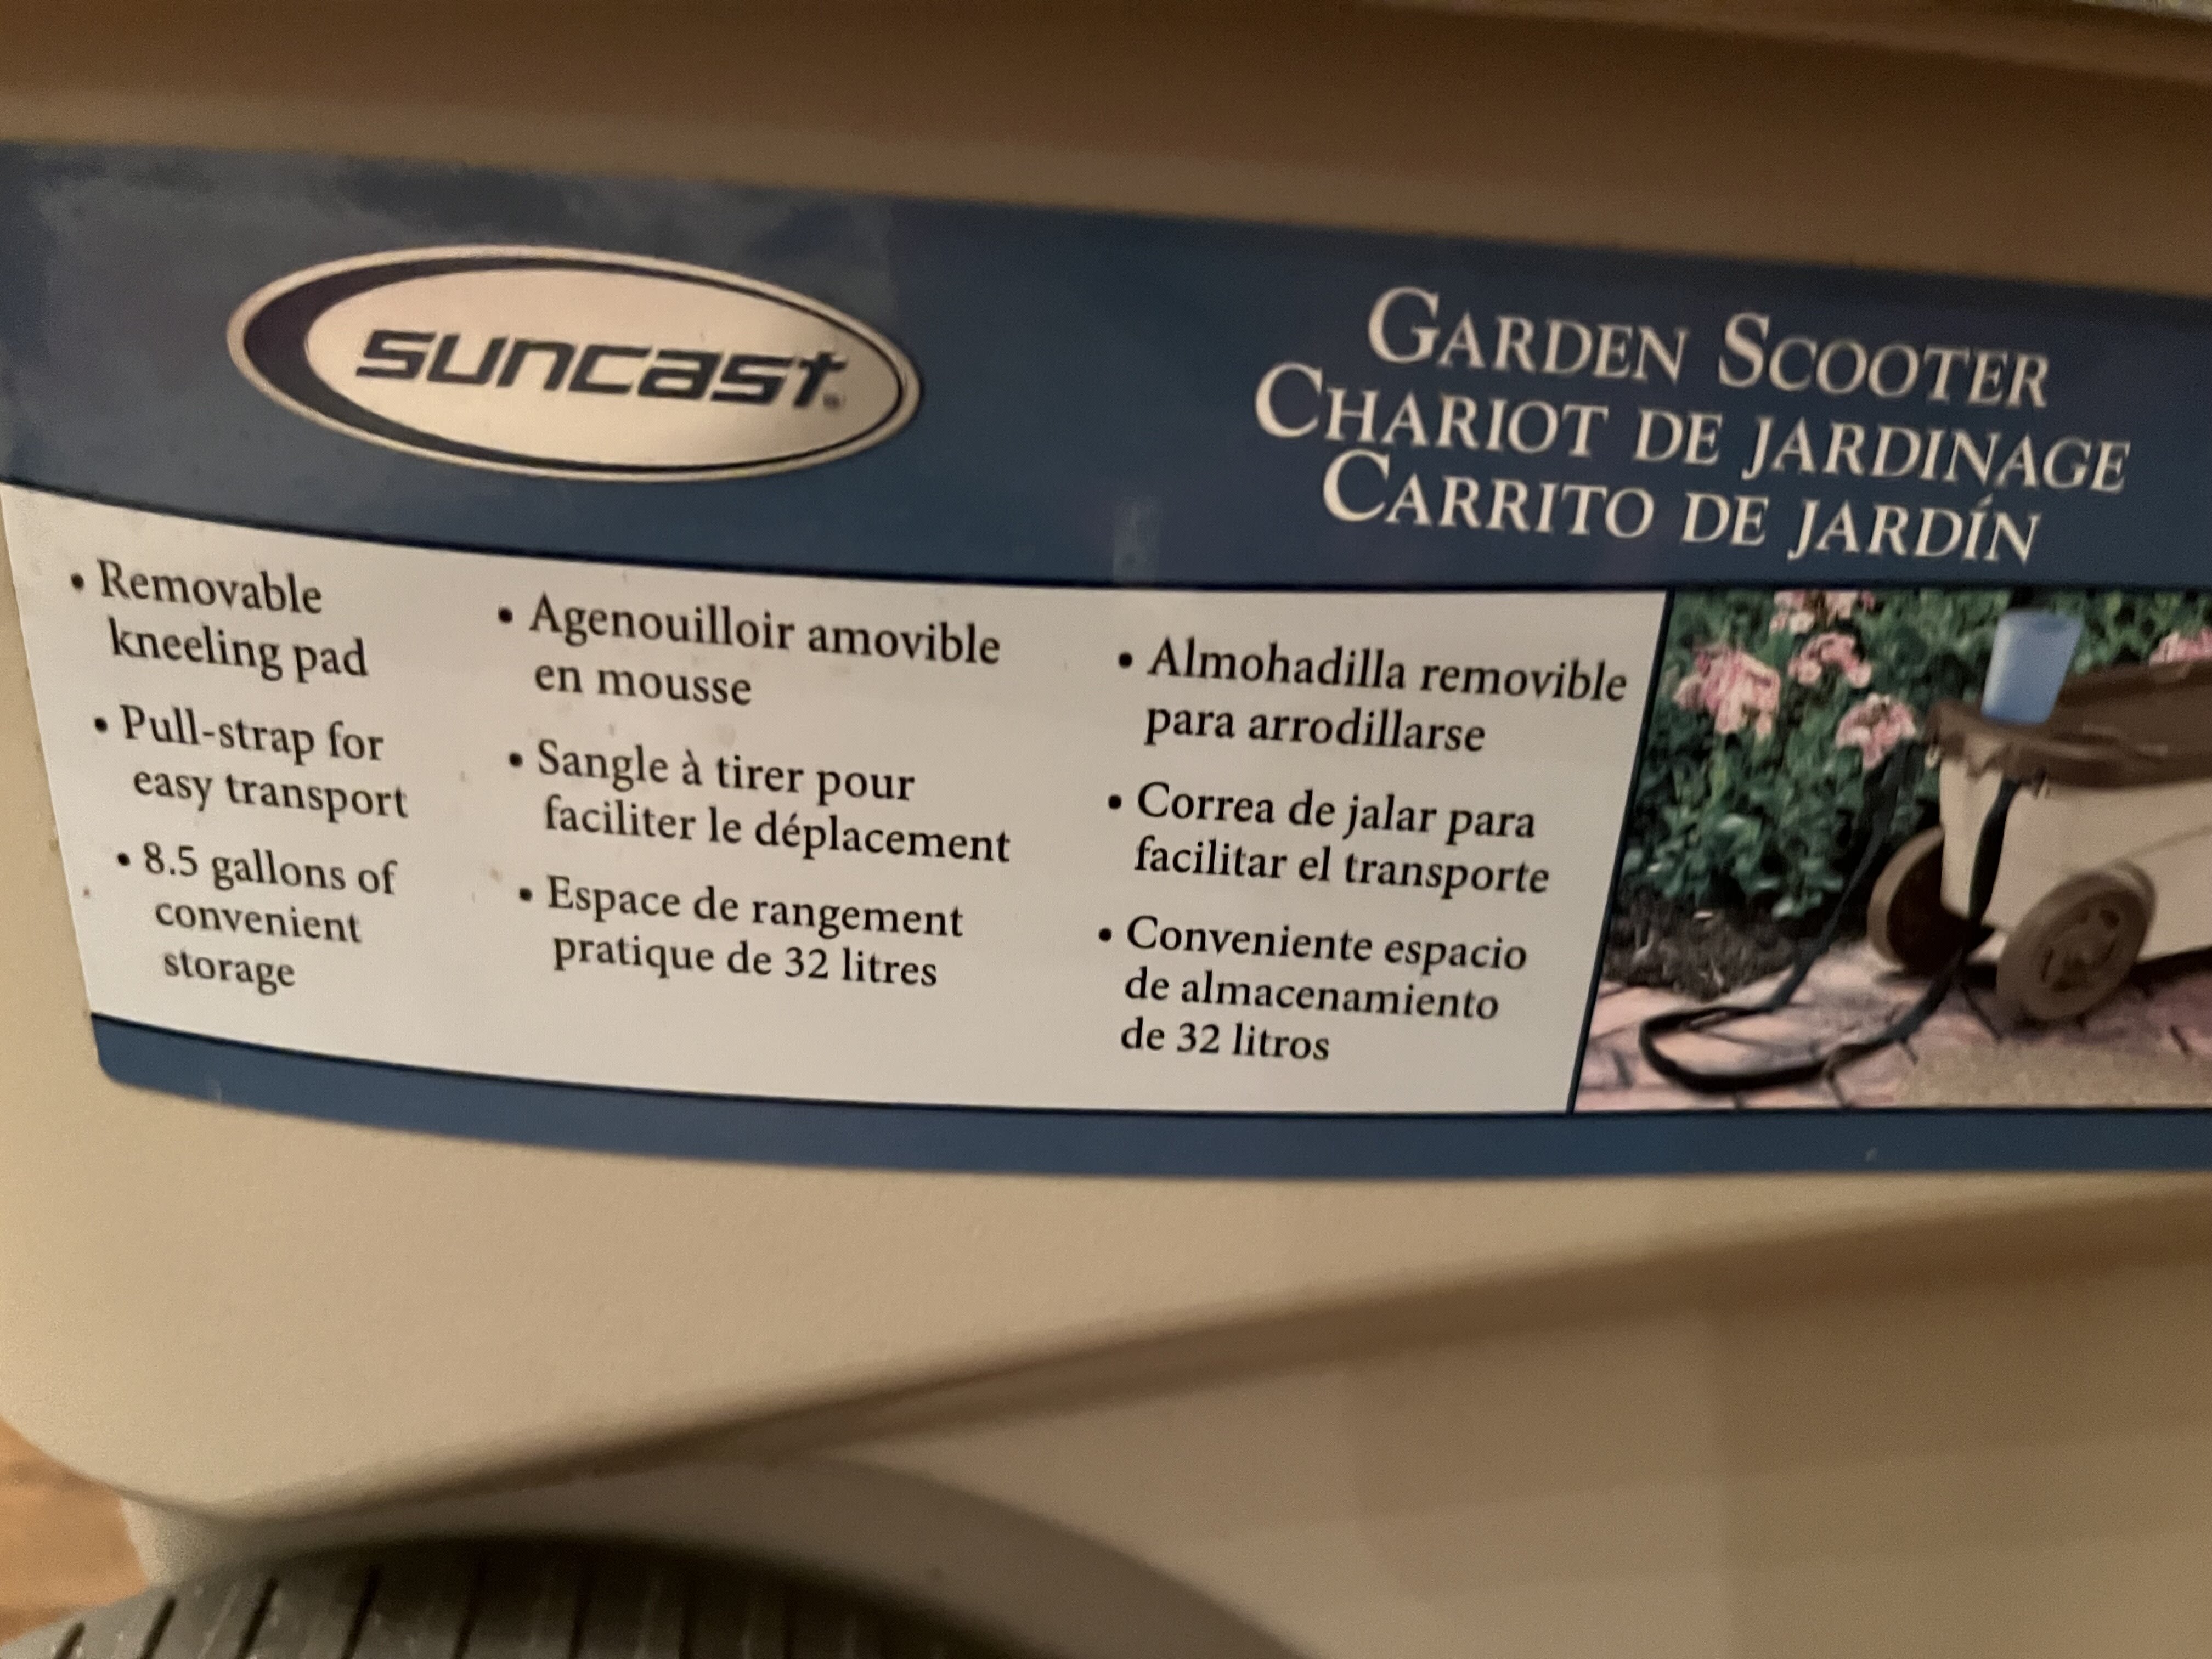 suncast®
GARDEN SCOOTER
CHARIOT DE JARDINAGE
CARRITO DE JARDÍN
• Removable
kneeling pad
• Pull-strap for
easy transport
• 8.5 gallons of
convenient
storage
• Agenouilloir amovible
en mousse
• Sangle à tirer pour
faciliter le déplacement
• Espace de rangement
pratique de 32 litres
• Almohadilla removible
para arrodillarse
• Correa de jalar para
facilitar el transporte
• Conveniente espacio
de almacenamiento
de 32 litros